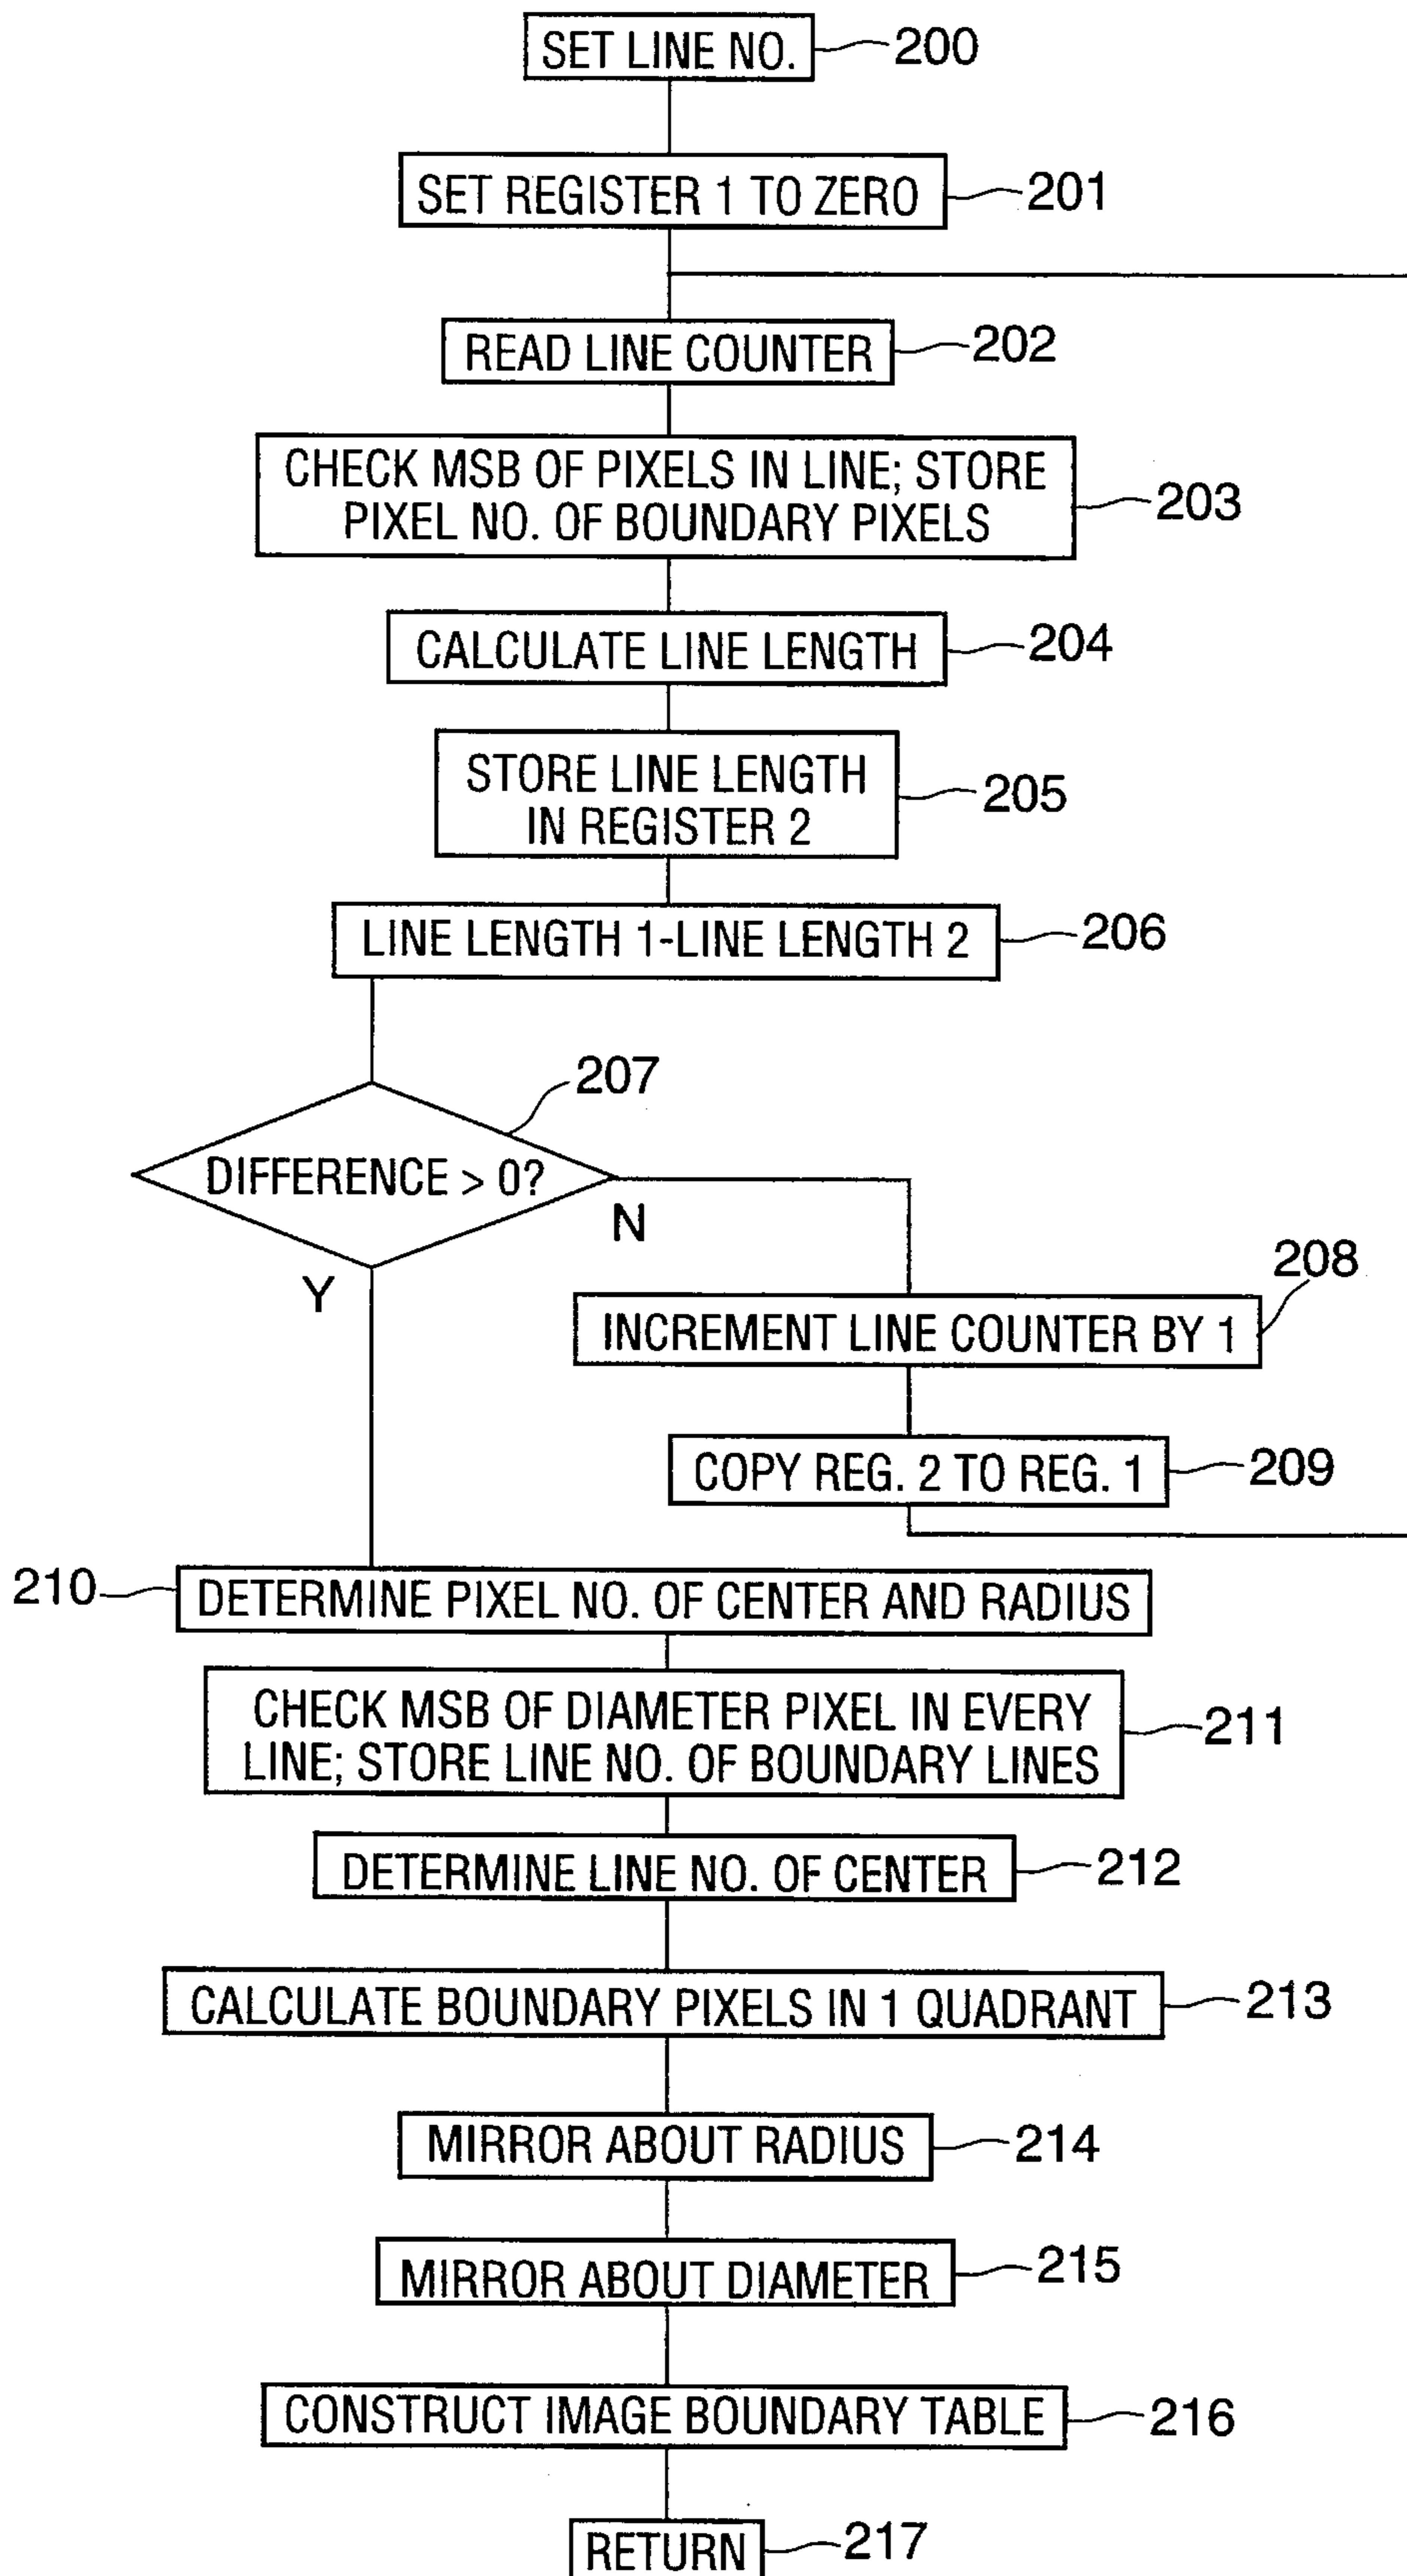 SET LINE NO. 200
SET REGISTER 1 TO ZERO 201
READ LINE COUNTER 202
CHECK MSB OF PIXELS IN LINE; STORE
PIXEL NO. OF BOUNDARY PIXELS 203
CALCULATE LINE LENGTH 204
STORE LINE LENGTH
IN REGISTER 2 205
LINE LENGTH 1-LINE LENGTH 2 206
207
DIFFERENCE > 0?
N
Y
208
INCREMENT LINE COUNTER BY 1
COPY REG. 2 TO REG. 1 209
210 DETERMINE PIXEL NO. OF CENTER AND RADIUS
CHECK MSB OF DIAMETER PIXEL IN EVERY
LINE; STORE LINE NO. OF BOUNDARY LINES 211
DETERMINE LINE NO. OF CENTER 212
CALCULATE BOUNDARY PIXELS IN 1 QUADRANT 213
MIRROR ABOUT RADIUS 214
MIRROR ABOUT DIAMETER 215
CONSTRUCT IMAGE BOUNDARY TABLE 216
RETURN 217